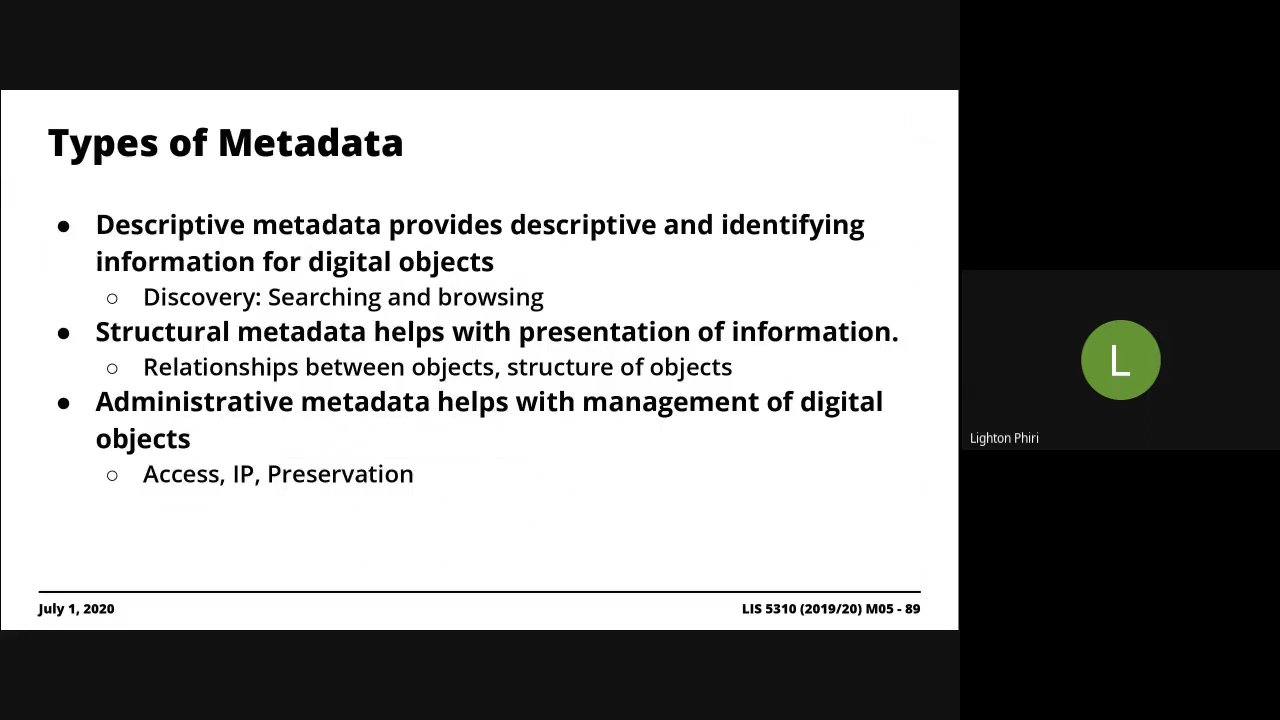 Types of Metadata
● Descriptive metadata provides descriptive and identifying
information for digital objects
○ Discovery: Searching and browsing
● Structural metadata helps with presentation of information.
○ Relationships between objects, structure of objects
● Administrative metadata helps with management of digital
objects
○ Access, IP, Preservation
July 1, 2020
LIS 5310 (2019/20) M05 - 89
L
Lighton Phiri